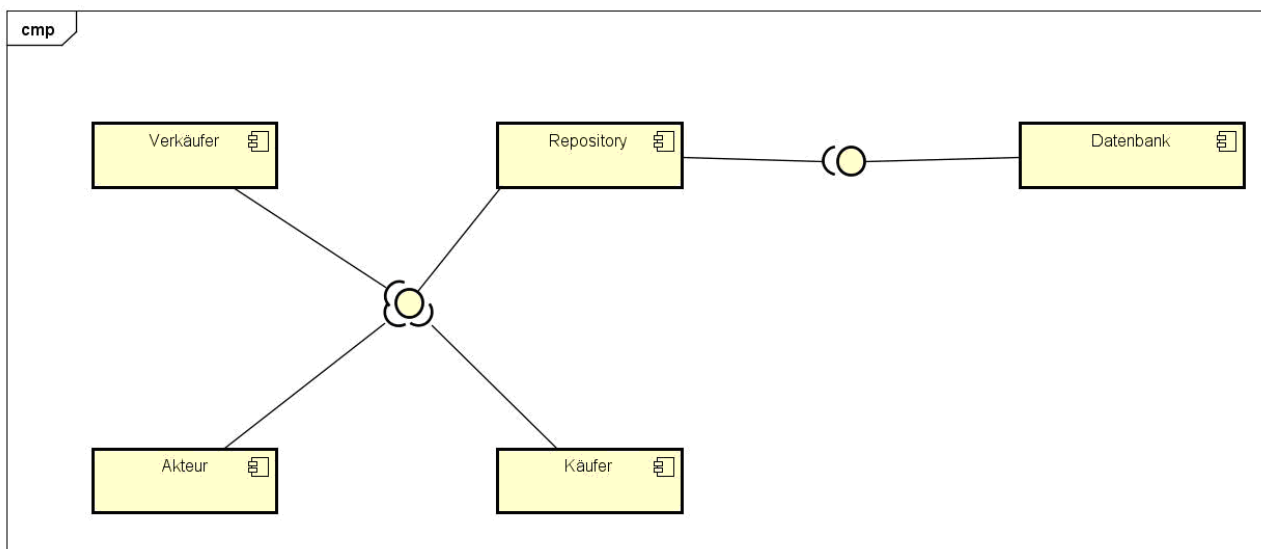 cmp
Verkäufer
Repository
Datenbank
Akteur
Käufer